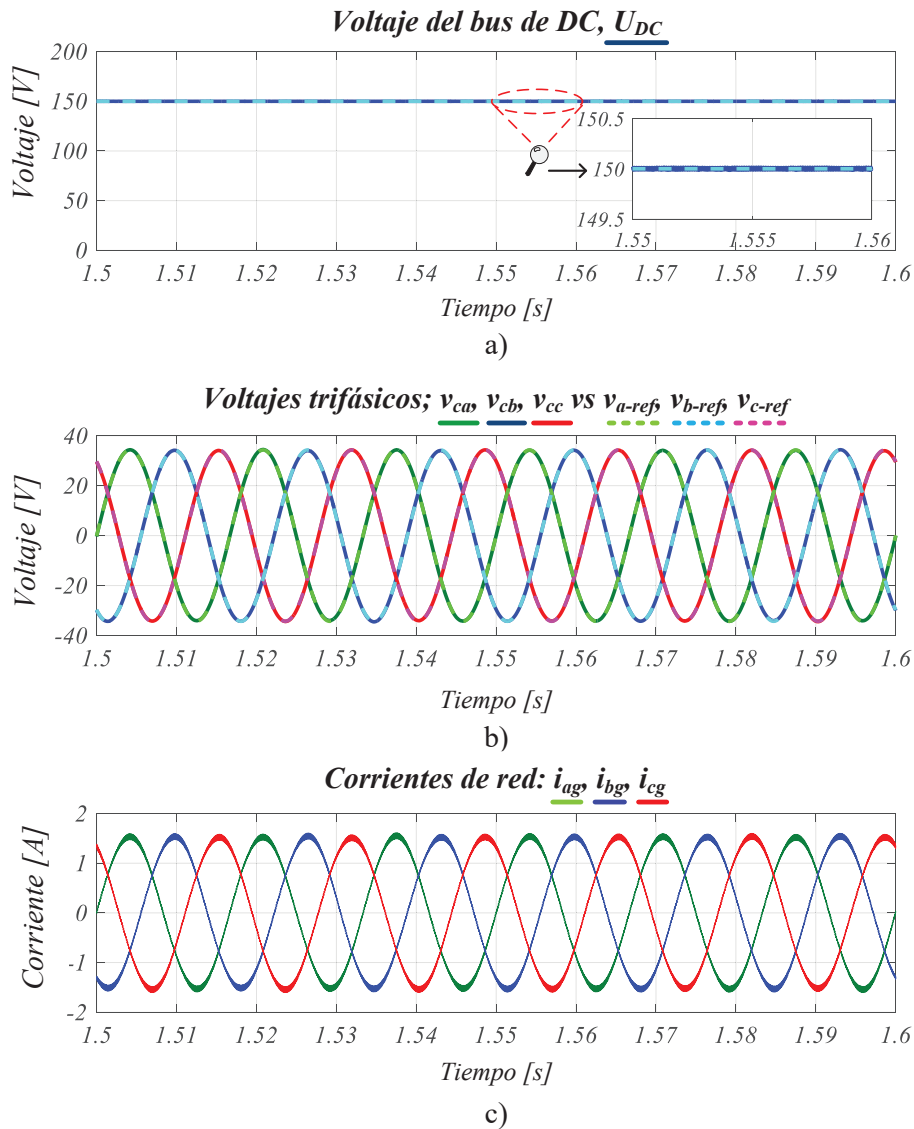 Voltaje del bus de DC, U_DC
Voltaje [V]
200
150
100
50
0
150.5
150
149.5
1.55 1.555 1.56
1.5 1.51 1.52 1.53 1.54 1.55 1.56 1.57 1.58 1.59 1.6
Tiempo [s]
a)
Voltajes trifásicos; v_ca, v_cb, v_cc vs v_a-ref, v_b-ref, v_c-ref
Voltaje [V]
40
20
0
-20
-40
1.5 1.51 1.52 1.53 1.54 1.55 1.56 1.57 1.58 1.59 1.6
Tiempo [s]
b)
Corrientes de red: i_ag, i_bg, i_cg
Corriente [A]
2
1
0
-1
-2
1.5 1.51 1.52 1.53 1.54 1.55 1.56 1.57 1.58 1.59 1.6
Tiempo [s]
c)